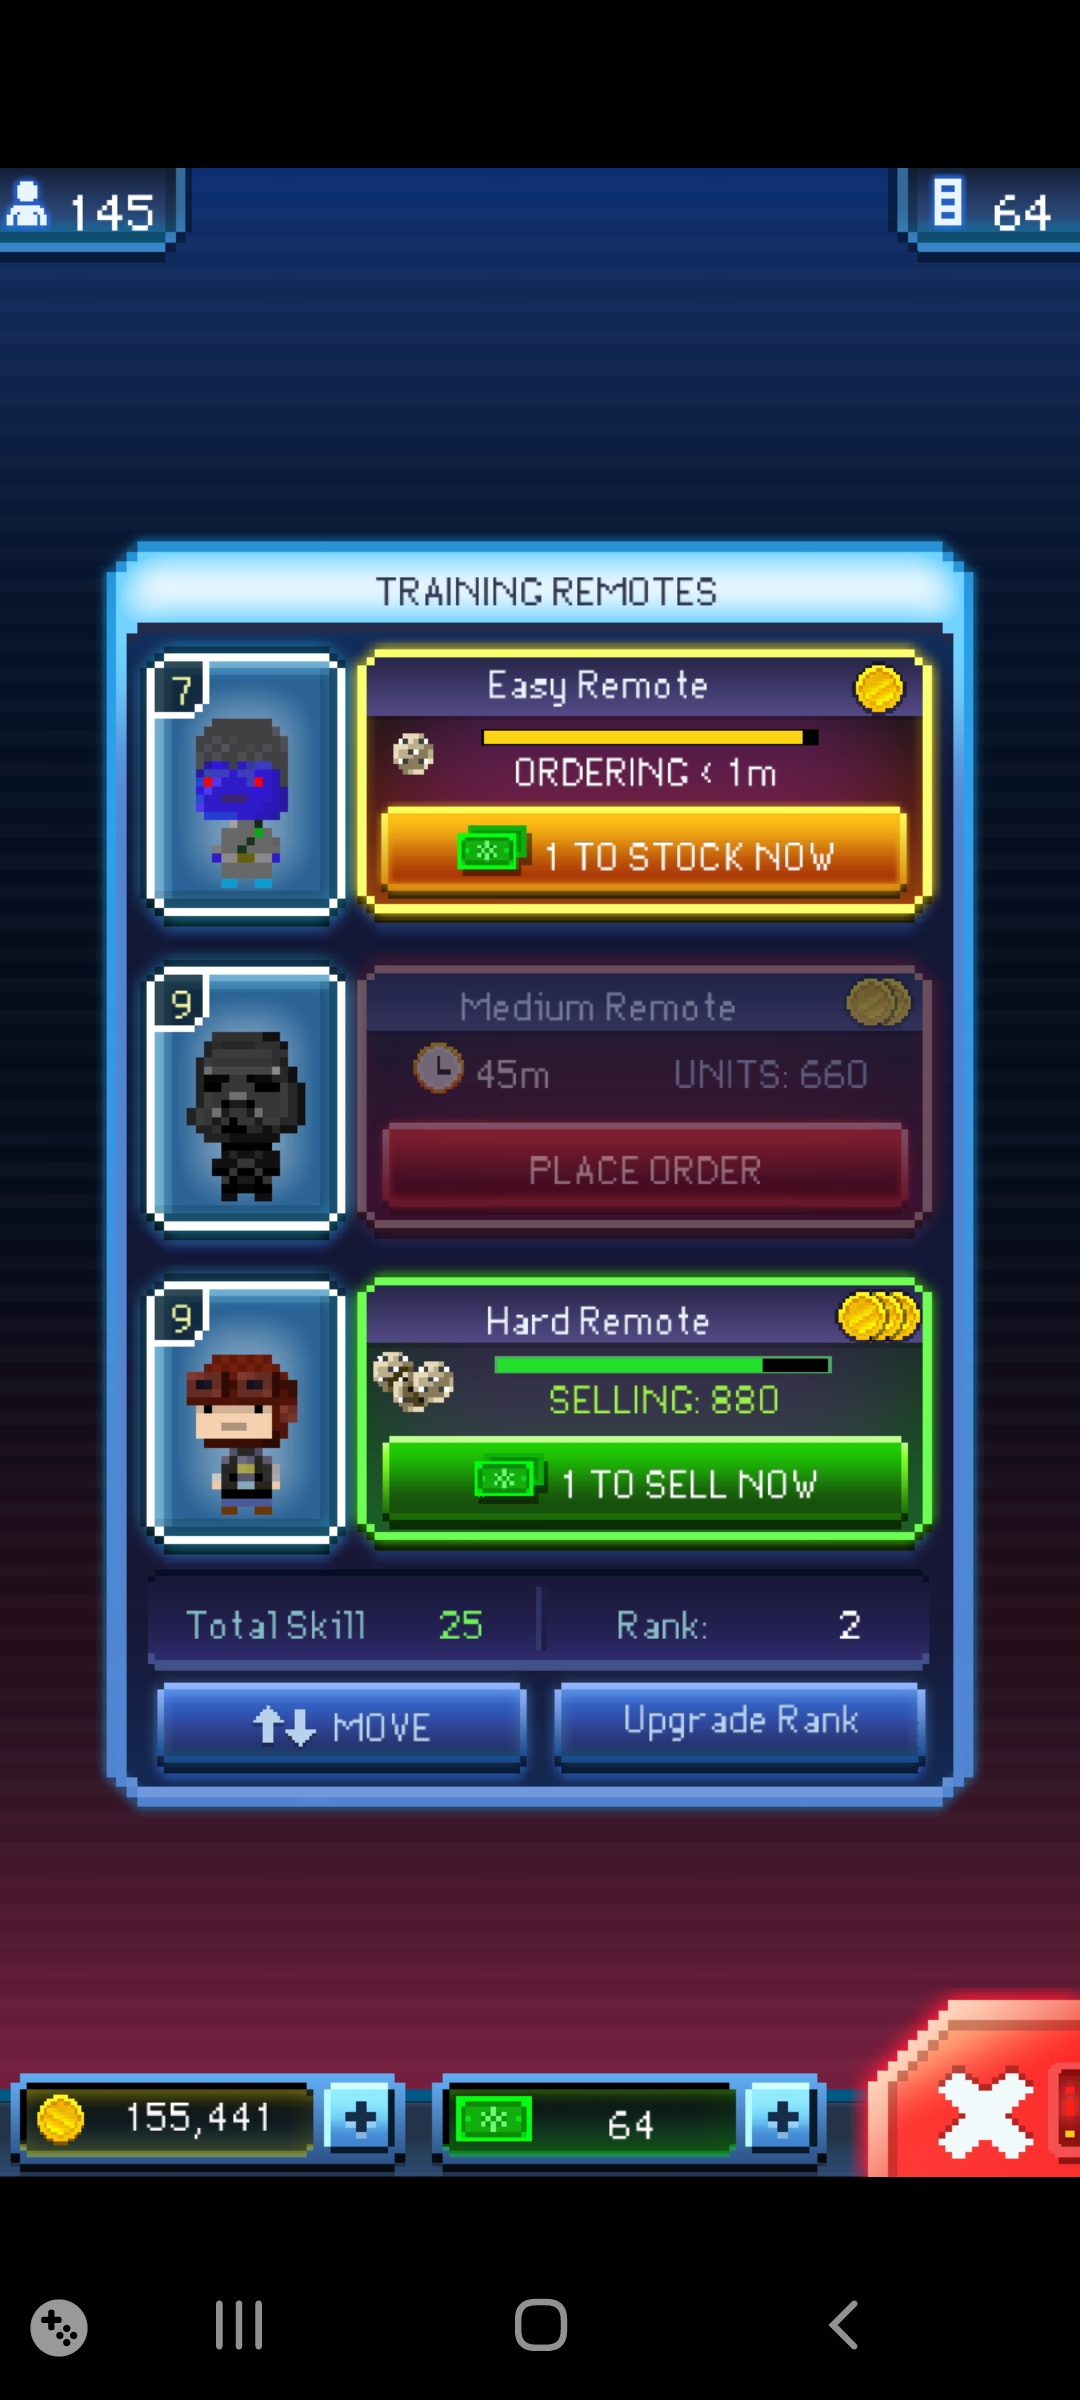 145
64
TRAINING REMOTES
7
Easy Remote
ORDERING < 1m
1 TO STOCK NOW
9
Medium Remote
45m UNITS: 660
PLACE ORDER
9
Hard Remote
SELLING: 880
1 TO SELL NOW
Total Skill 25 Rank: 2
MOVE Upgrade Rank
155,441 + 64 +